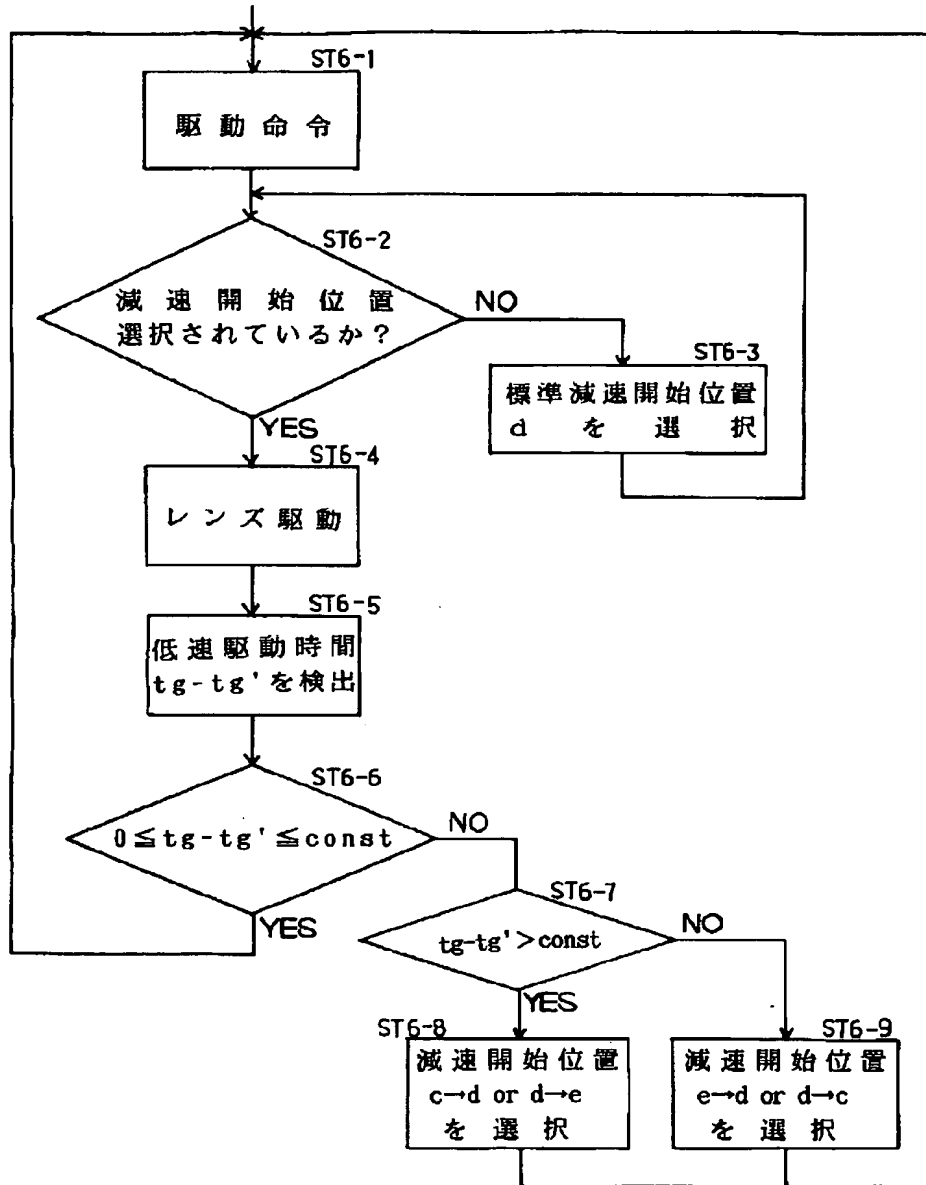 ST6-1
駆動命令
ST6-2
減速開始位置
選択されているか？
NO
ST6-3
標準減速開始位置
dを選択
YES
ST6-4
レンズ駆動
ST6-5
低速駆動時間
tg-tg'を検出
ST6-6
0≦tg-tg'≦const
NO
YES
ST6-7
tg-tg'>const
NO
YES
ST6-8
減速開始位置
c→d or d→e
を選択
ST6-9
減速開始位置
e→d or d→c
を選択